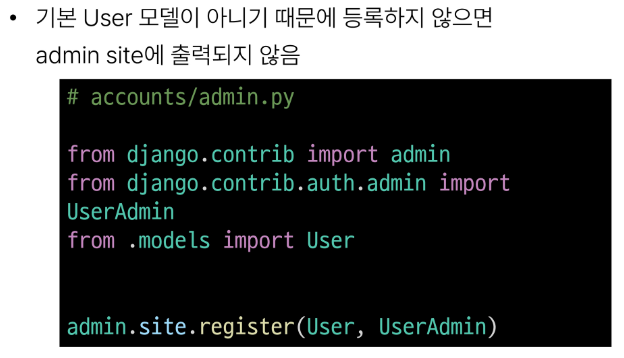 • 기본 User 모델이 아니기 때문에 등록하지 않으면
admin site에 출력되지 않음
# accounts/admin.py
from django.contrib import admin
from django.contrib.auth.admin import
UserAdmin
from .models import User
admin.site.register(User, UserAdmin)